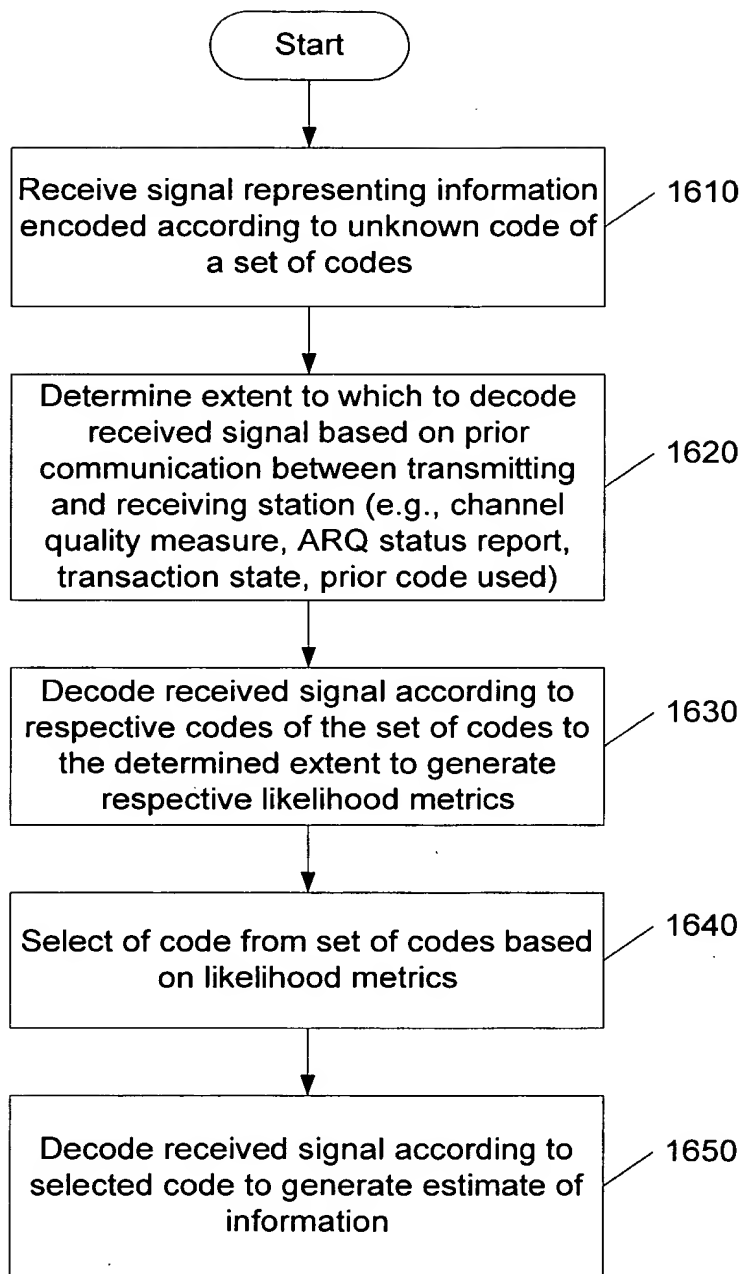 Start
Receive signal representing information
encoded according to unknown code of
a set of codes
1610
Determine extent to which to decode
received signal based on prior
communication between transmitting
and receiving station (e.g., channel
quality measure, ARQ status report,
transaction state, prior code used)
1620
Decode received signal according to
respective codes of the set of codes to
the determined extent to generate
respective likelihood metrics
1630
Select of code from set of codes based
on likelihood metrics
1640
Decode received signal according to
selected code to generate estimate of
information
1650